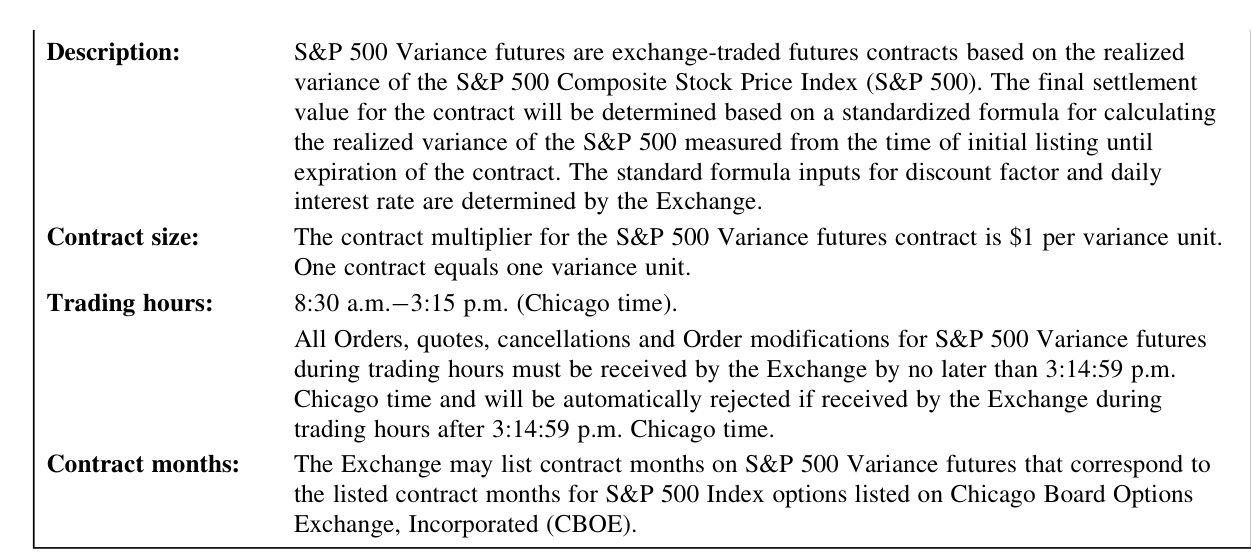 Description: S&P 500 Variance futures are exchange-traded futures contracts based on the realized
variance of the S&P 500 Composite Stock Price Index (S&P 500). The final settlement
value for the contract will be determined based on a standardized formula for calculating
the realized variance of the S&P 500 measured from the time of initial listing until
expiration of the contract. The standard formula inputs for discount factor and daily
interest rate are determined by the Exchange.
Contract size: The contract multiplier for the S&P 500 Variance futures contract is $1 per variance unit.
One contract equals one variance unit.
Trading hours: 8:30 a.m.−3:15 p.m. (Chicago time).
All Orders, quotes, cancellations and Order modifications for S&P 500 Variance futures
during trading hours must be received by the Exchange by no later than 3:14:59 p.m.
Chicago time and will be automatically rejected if received by the Exchange during
trading hours after 3:14:59 p.m. Chicago time.
Contract months: The Exchange may list contract months on S&P 500 Variance futures that correspond to
the listed contract months for S&P 500 Index options listed on Chicago Board Options
Exchange, Incorporated (CBOE).